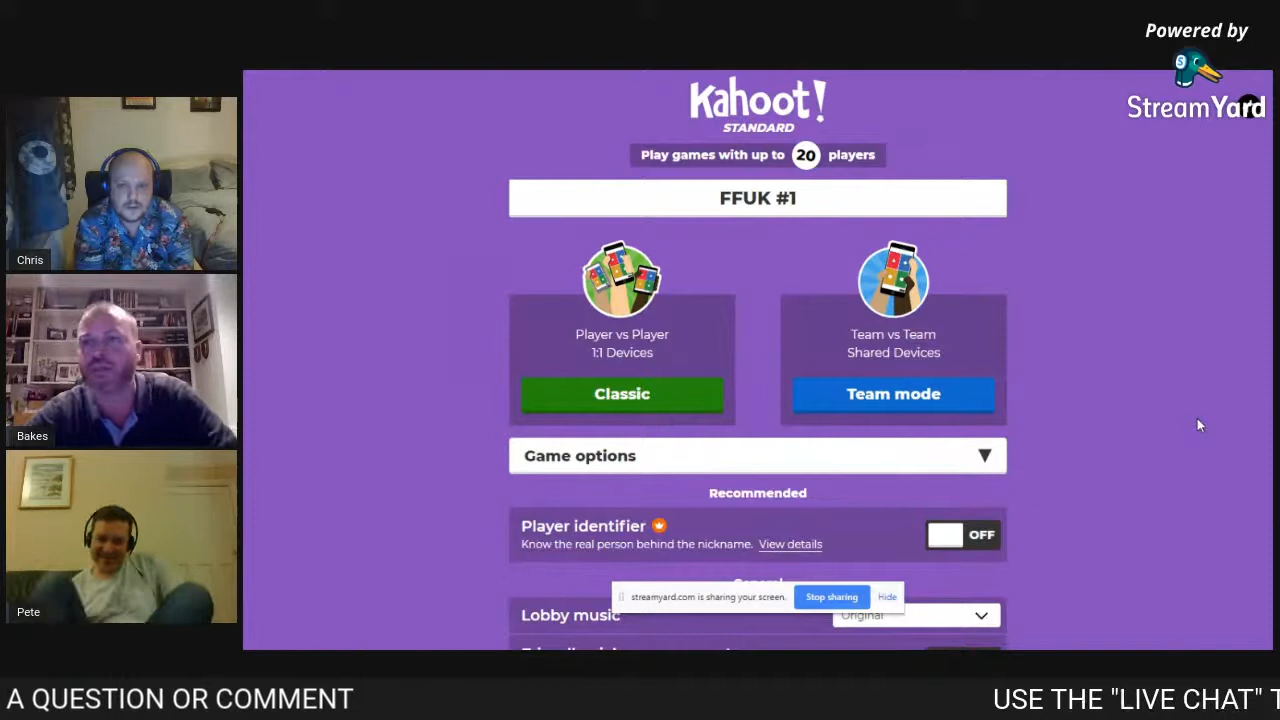 Powered by
StreamYard
Kahoot!
STANDARD
Play games with up to 20 players
FFUK #1
Player vs Player
1:1 Devices
Classic
Team vs Team
Shared Devices
Team mode
Game options
Recommended
Player identifier
Know the real person behind the nickname. View details
OFF
streamyard.com is sharing your screen. Stop sharing Hide
Lobby music
Original
Chris
Bakes
Pete
A QUESTION OR COMMENT
USE THE "LIVE CHAT" T